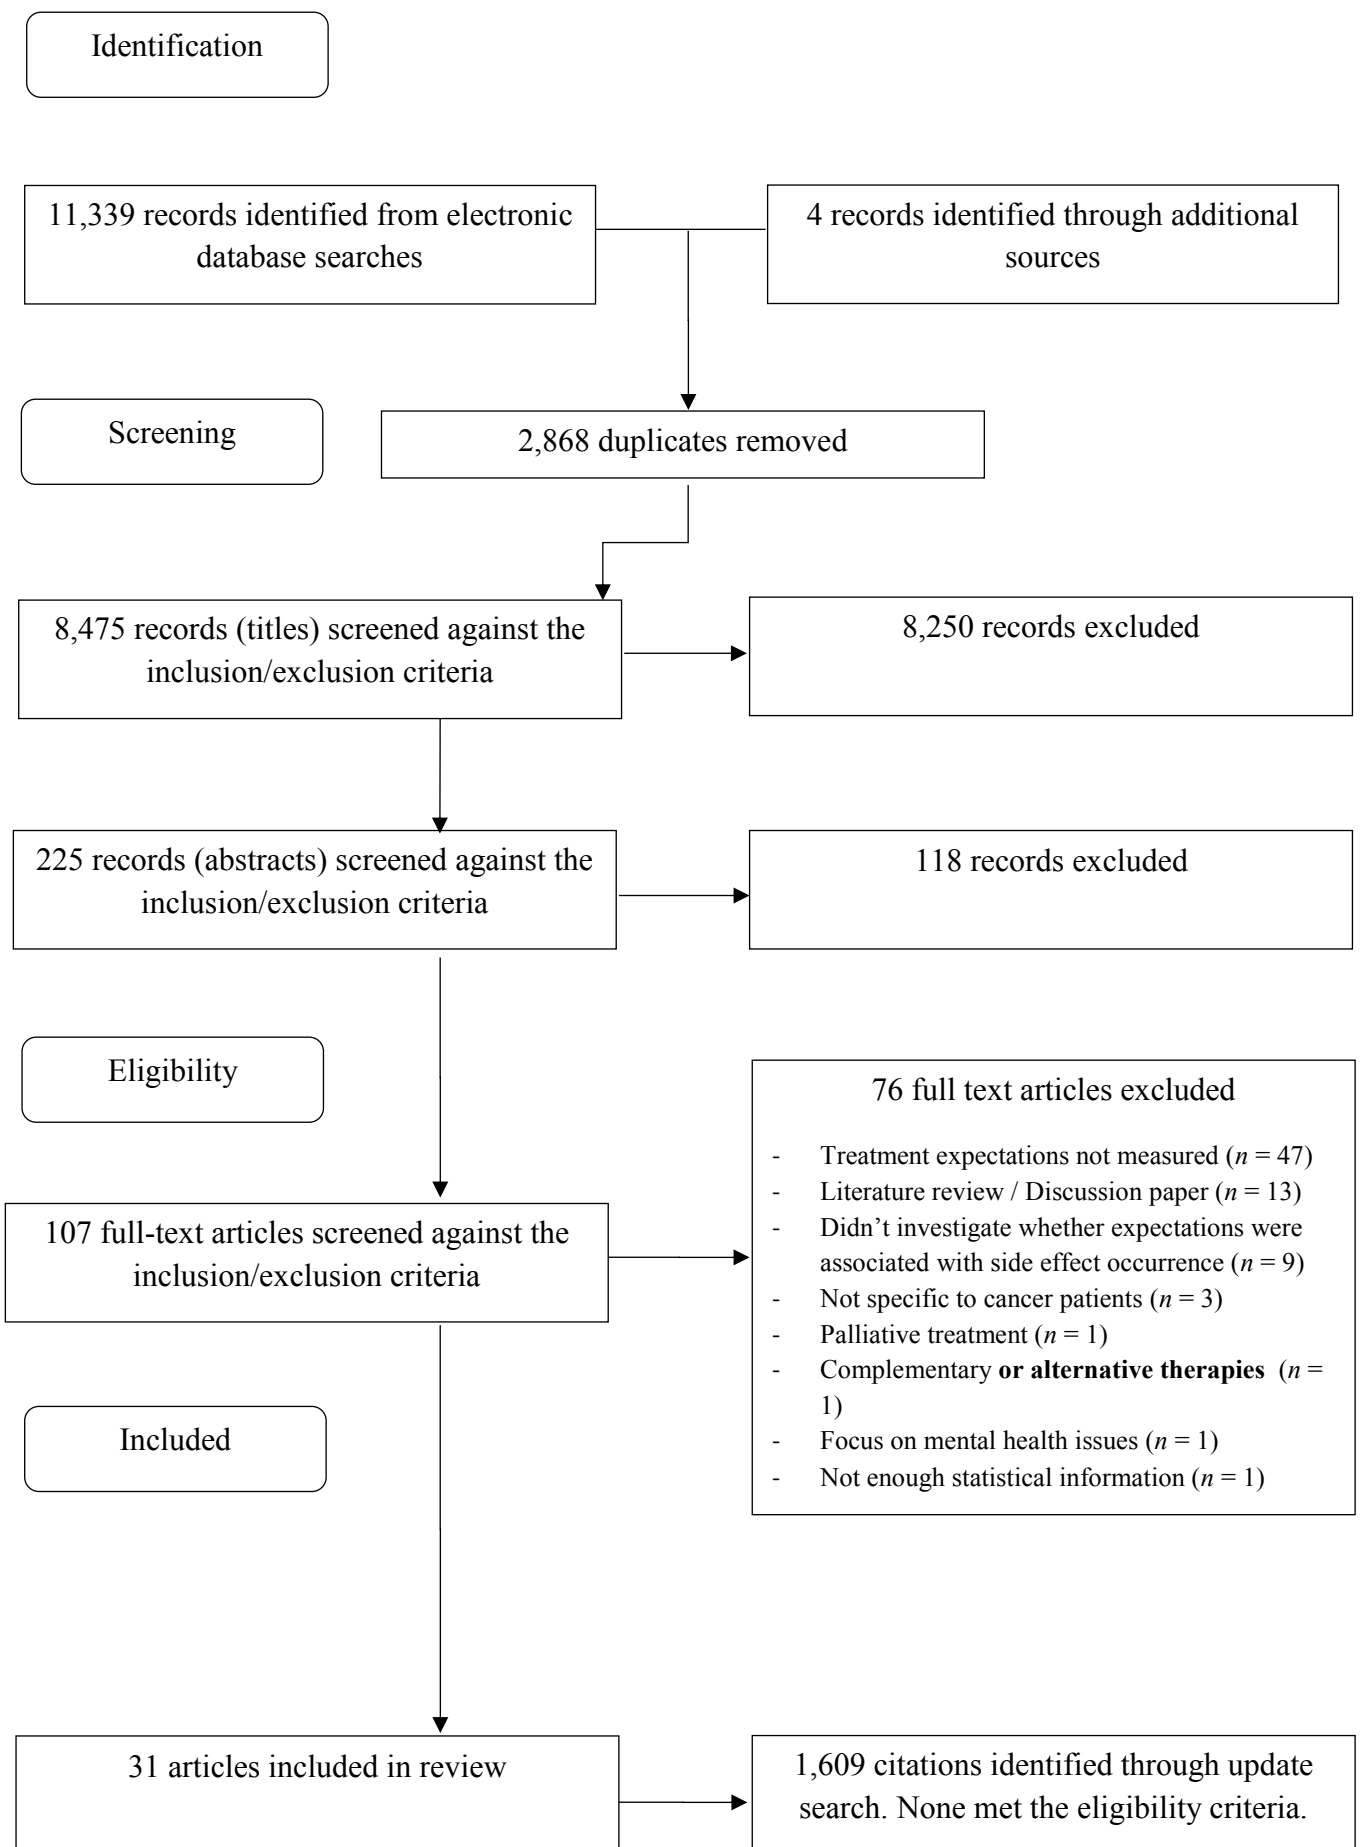 Identification
11,339 records identified from electronic
database searches
4 records identified through additional
sources
Screening
2,868 duplicates removed
8,475 records (titles) screened against the
inclusion/exclusion criteria
8,250 records excluded
225 records (abstracts) screened against the
inclusion/exclusion criteria
118 records excluded
Eligibility
76 full text articles excluded
- Treatment expectations not measured (n = 47)
- Literature review / Discussion paper (n = 13)
- Didn’t investigate whether expectations were
associated with side effect occurrence (n = 9)
- Not specific to cancer patients (n = 3)
- Palliative treatment (n = 1)
- Complementary or alternative therapies (n =
1)
- Focus on mental health issues (n = 1)
- Not enough statistical information (n = 1)
107 full-text articles screened against the
inclusion/exclusion criteria
Included
31 articles included in review
1,609 citations identified through update
search. None met the eligibility criteria.